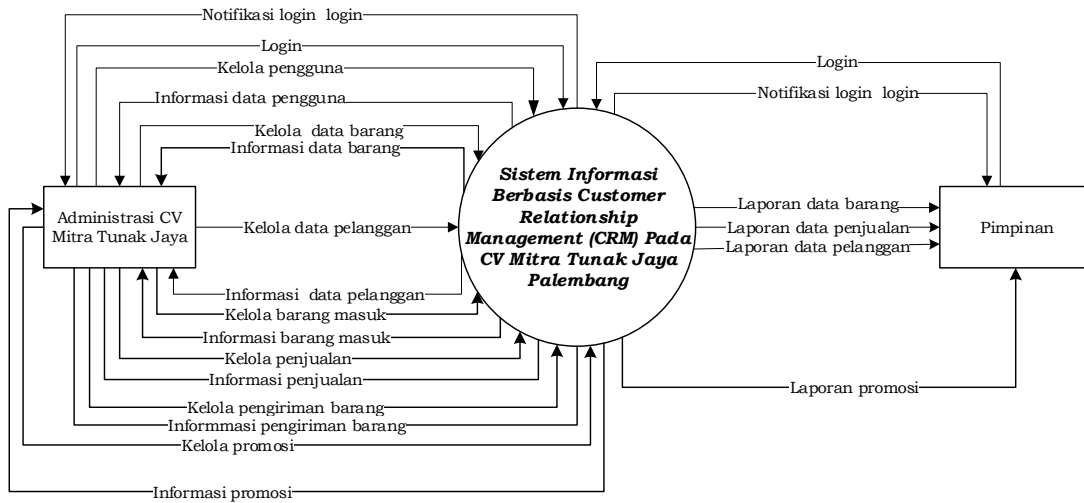 Notifikasi login  login
Login
Kelola pengguna
Informasi data pengguna
Kelola  data barang
Informasi data barang
Administrasi CV
Mitra Tunak Jaya
Kelola data pelanggan
Informasi  data pelanggan
Kelola barang masuk
Informasi barang masuk
Kelola penjualan
Informasi penjualan
Kelola pengiriman barang
Informmasi pengiriman barang
Kelola promosi
Informasi promosi
Sistem Informasi
Berbasis Customer
Relationship
Management (CRM) Pada
CV Mitra Tunak Jaya
Palembang
Login
Notifikasi login  login
Laporan data barang
Laporan data penjualan
Laporan data pelanggan
Pimpinan
Laporan promosi